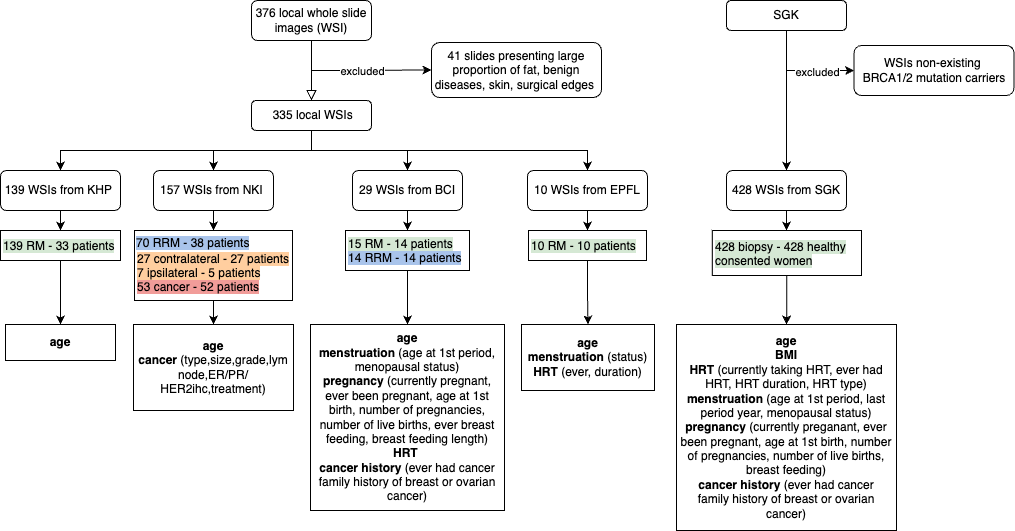 376 local whole slide
images (WSI)
SGK
excluded
41 slides presenting large
proportion of fat, benign
diseases, skin, surgical edges
excluded
WSIs non-existing
BRCA1/2 mutation carriers
335 local WSIs
139 WSIs from KHP
157 WSIs from NKI
29 WSIs from BCI
10 WSIs from EPFL
428 WSIs from SGK
139 RM - 33 patients
70 RRM - 38 patients
27 contralateral - 27 patients
7 ipsilateral - 5 patients
53 cancer - 52 patients
15 RM - 14 patients
14 RRM - 14 patients
10 RM - 10 patients
428 biopsy - 428 healthy
consented women
age
age
cancer (type,size,grade,lym
node,ER/PR/
HER2ihc,treatment)
age
menstruation (age at 1st period,
menopausal status)
pregnancy (currently pregnant,
ever been pregnant, age at 1st
birth, number of pregnancies,
number of live births, ever breast
feeding, breast feeding length)
HRT
cancer history (ever had cancer
family history of breast or ovarian
cancer)
age
menstruation (status)
HRT (ever, duration)
age
BMI
HRT (currently taking HRT, ever had
HRT, HRT duration, HRT type)
menstruation (age at 1st period, last
period year, menopausal status)
pregnancy (currently preganant, ever
been pregnant, age at 1st birth, number
of pregnancies, number of live births,
breast feeding)
cancer history (ever had cancer
family history of breast or ovarian
cancer)